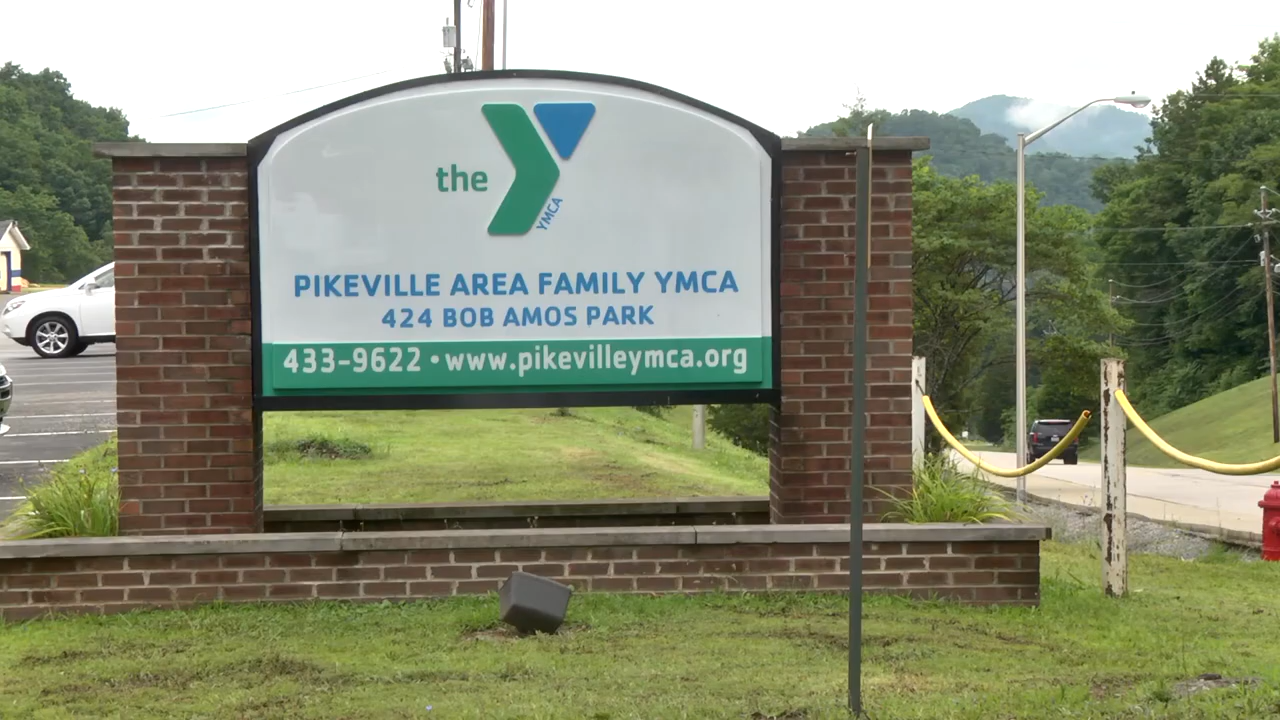 the
YMCA
PIKEVILLE AREA FAMILY YMCA
424 BOB AMOS PARK
433-9622 • www.pikevilleymca.org